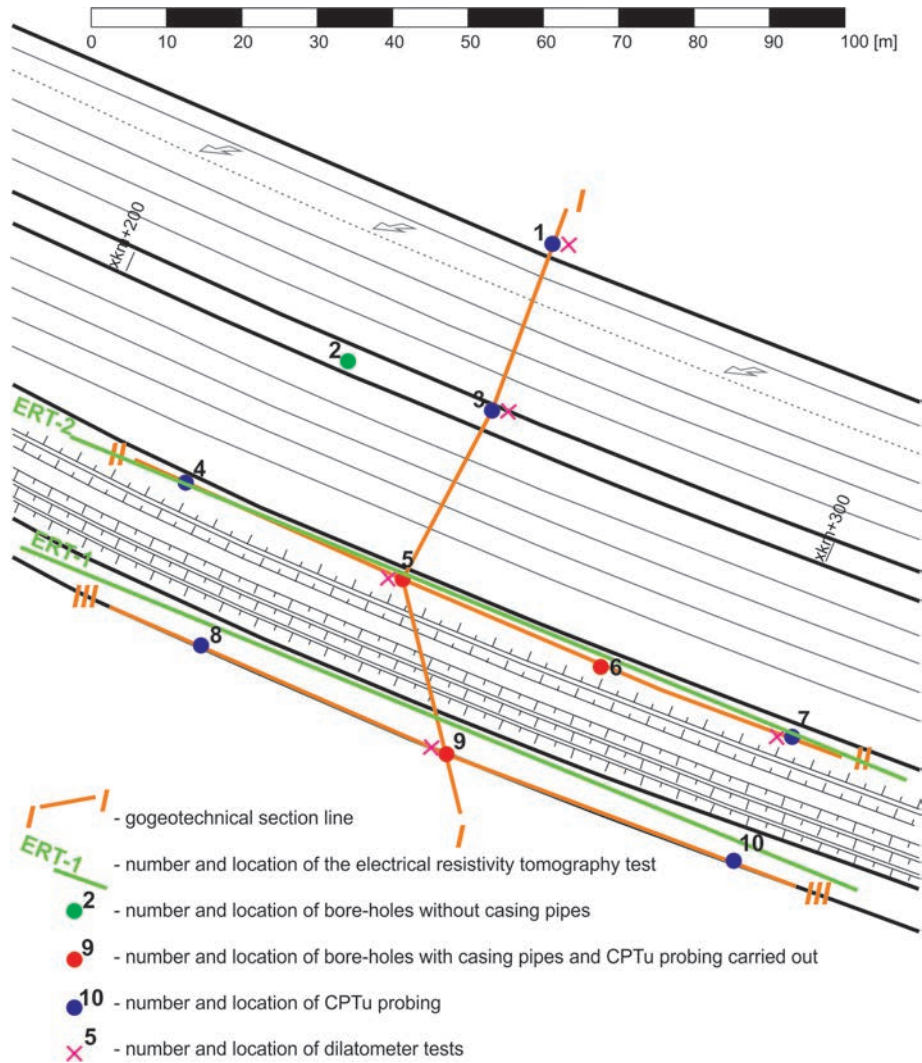 0 10 20 30 40 50 60 70 80 90 100 [m]
I
1
xkm+200
2
3
ERT-2
II
4
xkm+300
5
ERT-1
III
8
6
7
II
9
I
10
III
I I
- gogeotechnical section line
ERT-1
- number and location of the electrical resistivity tomography test
2 - number and location of bore-holes without casing pipes
9 - number and location of bore-holes with casing pipes and CPTu probing carried out
10 - number and location of CPTu probing
5 - number and location of dilatometer tests